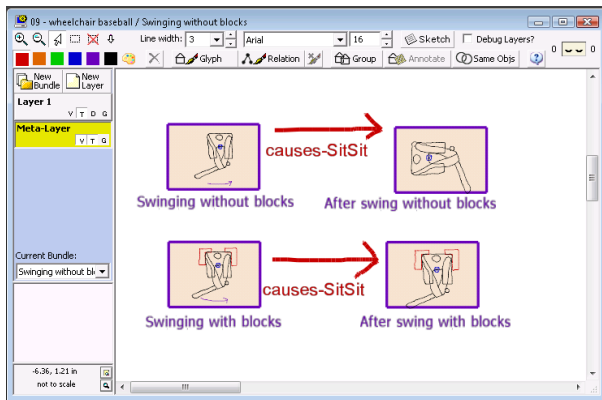 09 - wheelchair baseball / Swinging without blocks
Line width: 3 Arial 16 Sketch Debug Layers?
Glyph Relation Group Annotate Same Objs ? 0 0
New Bundle New Layer
Layer 1
V T D G
Meta-Layer
V T G
causes-SitSit
Swinging without blocks After swing without blocks
Current Bundle:
Swinging without bl
causes-SitSit
Swinging with blocks After swing with blocks
-6.36, 1.21 in
not to scale